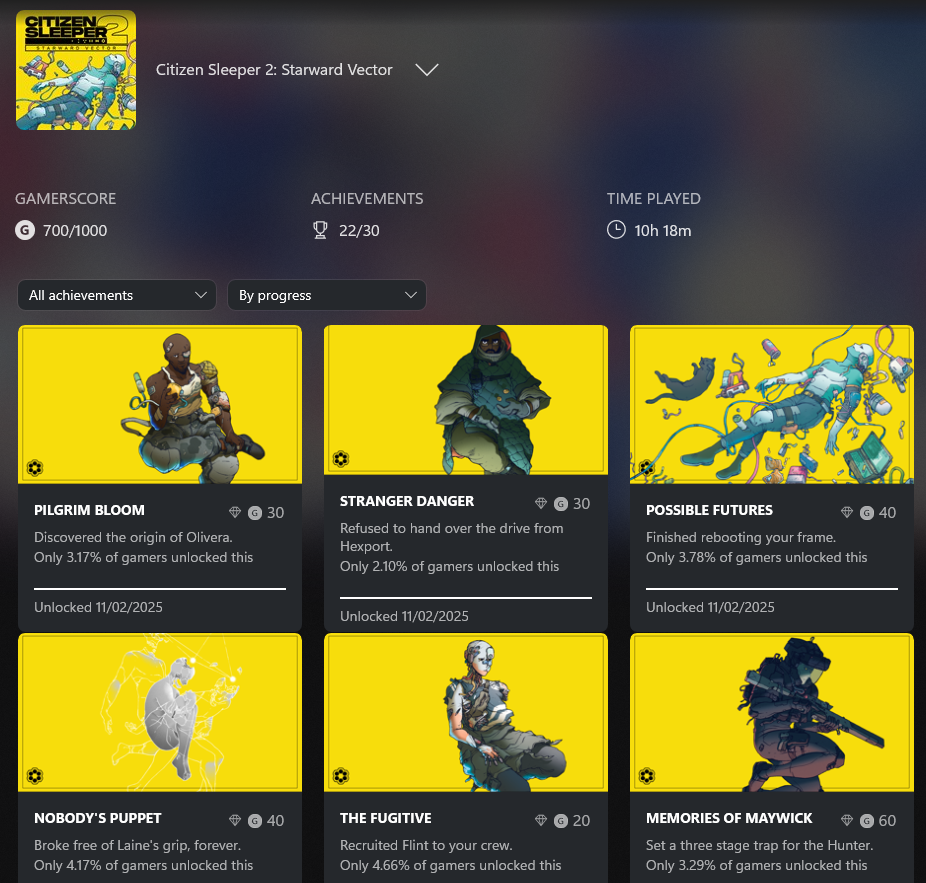 CITIZEN
SLEEPER 2
STARWARD VECTOR
Citizen Sleeper 2: Starward Vector
GAMERSCORE
ACHIEVEMENTS
TIME PLAYED
G 700/1000
22/30
10h 18m
All achievements
By progress
PILGRIM BLOOM
G 30
Discovered the origin of Olivera.
Only 3.17% of gamers unlocked this
Unlocked 11/02/2025
STRANGER DANGER
G 30
Refused to hand over the drive from
Hexport.
Only 2.10% of gamers unlocked this
Unlocked 11/02/2025
POSSIBLE FUTURES
G 40
Finished rebooting your frame.
Only 3.78% of gamers unlocked this
Unlocked 11/02/2025
NOBODY'S PUPPET
G 40
Broke free of Laine's grip, forever.
Only 4.17% of gamers unlocked this
THE FUGITIVE
G 20
Recruited Flint to your crew.
Only 4.66% of gamers unlocked this
MEMORIES OF MAYWICK
G 60
Set a three stage trap for the Hunter.
Only 3.29% of gamers unlocked this